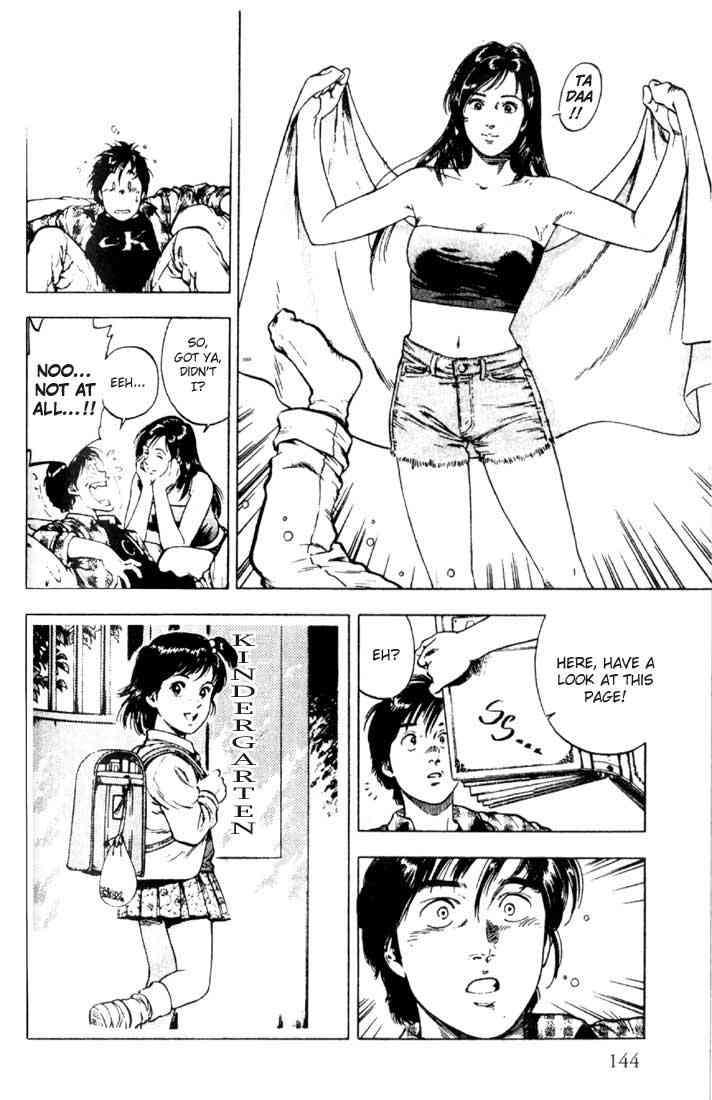 TA
DAA
!!
CK
SO,
GOT YA,
DIDN'T
I?
EEH...
NOO...
NOT AT
ALL...!!
HERE, HAVE A
LOOK AT THIS
PAGE!
EH?
SS...
KINDERGARTEN
144